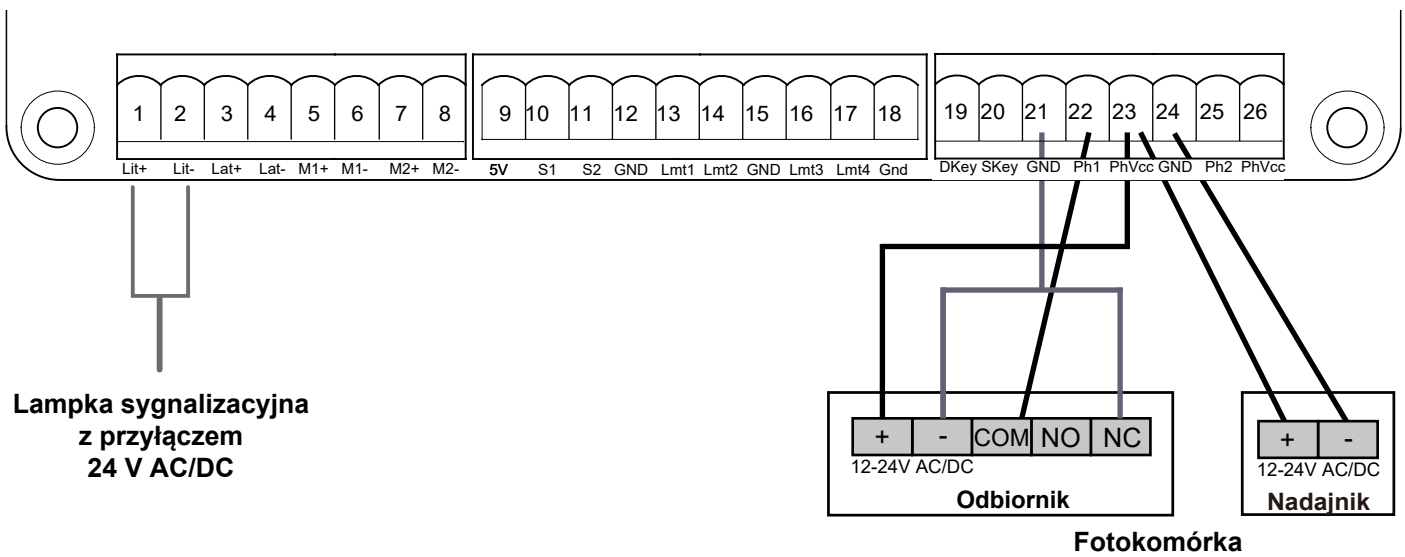 1 2 3 4 5 6 7 8 9 10 11 12 13 14 15 16 17 18 19 20 21 22 23 24 25 26
Lit+ Lit- Lat+ Lat- M1+ M1- M2+ M2- 5V S1 S2 GND Lmt1 Lmt2 GND Lmt3 Lmt4 Gnd DKey SKey GND Ph1 PhVcc GND Ph2 PhVcc
Lampka sygnalizacyjna
z przyłączem
24 V AC/DC
+ - COM NO NC
12-24V AC/DC
Odbiornik
+ -
12-24V AC/DC
Nadajnik
Fotokomórka